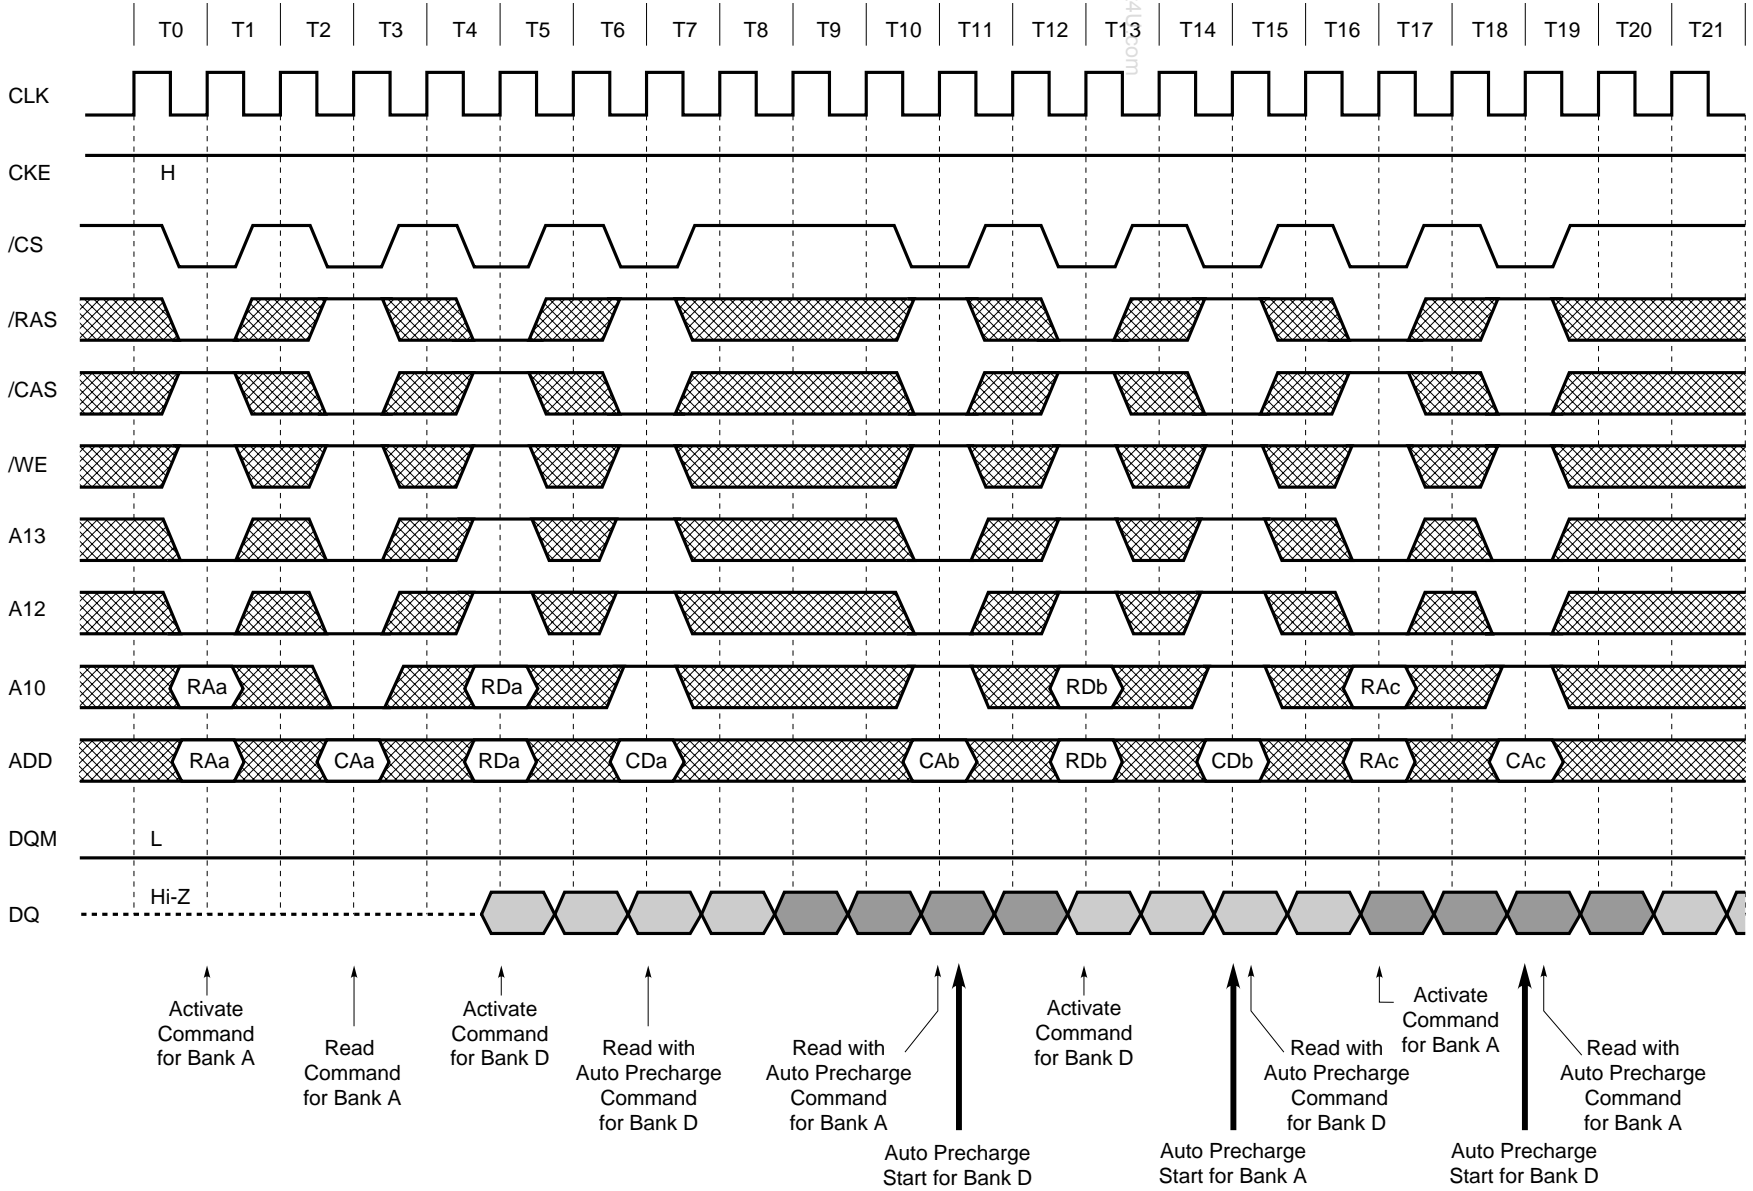 T0 T1 T2 T3 T4 T5 T6 T7 T8 T9 T10 T11 T12 T13 T14 T15 T16 T17 T18 T19 T20 T21
4u.com
CLK
CKE H
/CS
/RAS
/CAS
/WE
A13
A12
A10 RAa RDa RDb RAc
ADD RAa CAa RDa CDa CAb RDb CDb RAc CAc
DQM L
DQ Hi-Z
Activate
Command
for Bank A
Read
Command
for Bank A
Activate
Command
for Bank D
Read with
Auto Precharge
Command
for Bank D
Read with
Auto Precharge
Command
for Bank A
Auto Precharge
Start for Bank D
Activate
Command
for Bank D
Auto Precharge
Start for Bank A
Read with
Auto Precharge
Command
for Bank D
Activate
Command
for Bank A
Auto Precharge
Start for Bank D
Read with
Auto Precharge
Command
for Bank A